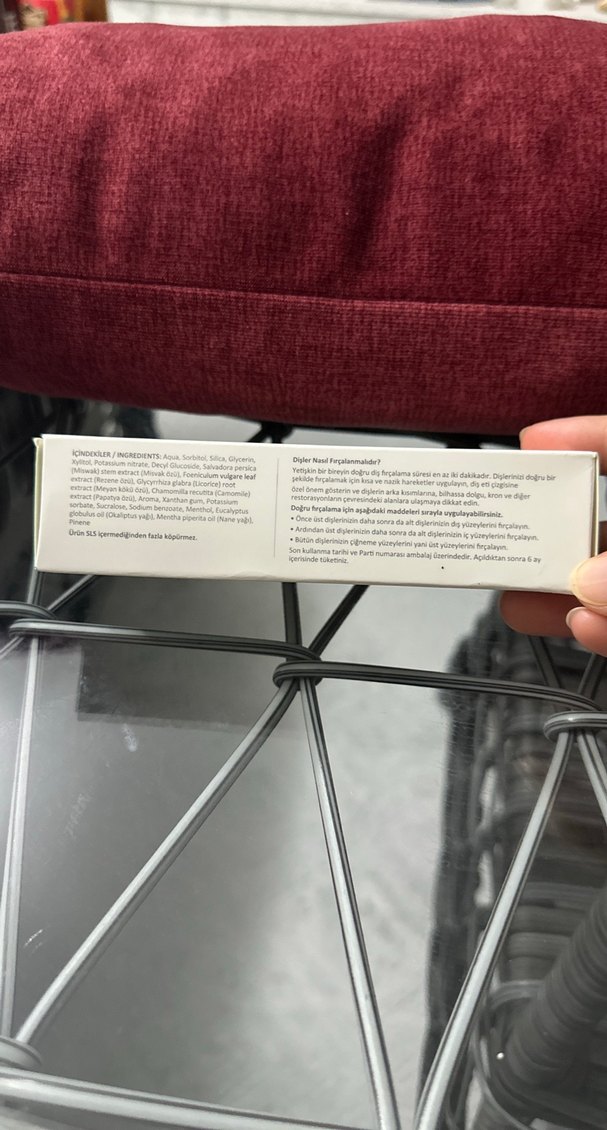 İÇİNDEKİLER / INGREDIENTS: Aqua, Sorbitol, Silica, Glycerin,
Xylitol, Potassium nitrate, Decyl Glucoside, Salvadora persica
(Miswak) stem extract (Misvak özü), Foeniculum vulgare leaf
extract (Rezene özü), Glycyrrhiza glabra (Licorice) root
extract (Meyan kökü özü), Chamomilla recutita (Camomile)
extract (Papatya özü), Aroma, Xanthan gum, Potassium
sorbate, Sucralose, Sodium benzoate, Menthol, Eucalyptus
globulus oil (Okaliptus yağı), Mentha piperita oil (Nane yağı),
Pinene
Ürün SLS içermediğinden fazla köpürmez.
Dişler Nasıl Fırçalanmalıdır?
Yetişkin bir bireyin doğru diş fırçalama süresi en az iki dakikadır. Dişlerinizi doğru bir
şekilde fırçalamak için kısa ve nazik hareketler uygulayın, diş eti çizgisine
özel önem gösterin ve dişlerin arka kısımlarına, bilhassa dolgu, kron ve diğer
restorasyonların çevresindeki alanlara ulaşmaya dikkat edin.
Doğru fırçalama için aşağıdaki maddeleri sırayla uygulayabilirsiniz.
• Önce üst dişlerinizin daha sonra da alt dişlerinizin dış yüzeylerini fırçalayın.
• Ardından üst dişlerinizin daha sonra da alt dişlerinizin iç yüzeylerini fırçalayın.
• Bütün dişlerinizin çiğneme yüzeylerini yani üst yüzeylerini fırçalayın.
Son kullanma tarihi ve Parti numarası ambalaj üzerindedir. Açıldıktan sonra 6 ay
içerisinde tüketiniz.